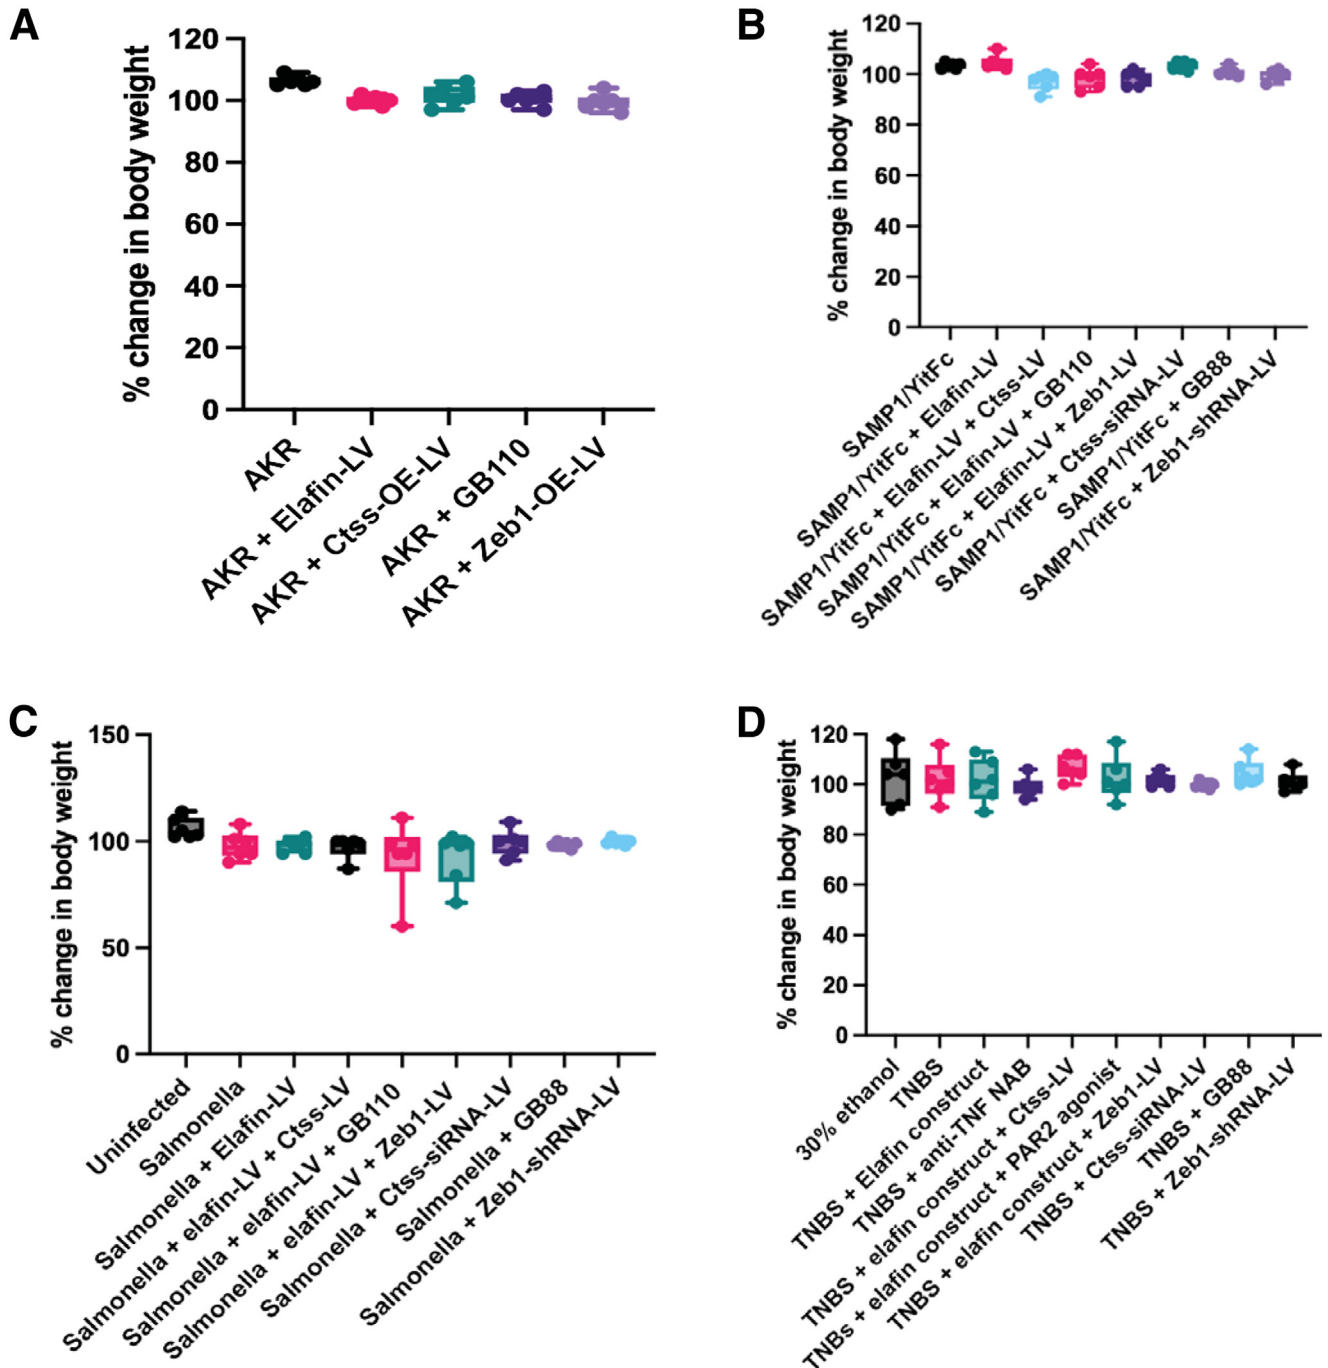 A
% change in body weight
120
100
80
60
40
20
0
AKR
AKR + Elafin-LV
AKR + Ctss-OE-LV
AKR + GB110
AKR + Zeb1-OE-LV
B
% change in body weight
120
100
80
60
40
20
0
SAMP1/YitFc
SAMP1/YitFc + Elafin-LV
SAMP1/YitFc + Elafin-LV + Ctss-LV
SAMP1/YitFc + Elafin-LV + GB110
SAMP1/YitFc + Elafin-LV + Zeb1-LV
SAMP1/YitFc + Ctss-siRNA-LV
SAMP1/YitFc + GB88
SAMP1/YitFc + Zeb1-shRNA-LV
C
% change in body weight
150
100
50
0
Uninfected
Salmonella
Salmonella + Elafin-LV
Salmonella + elafin-LV + Ctss-LV
Salmonella + elafin-LV + GB110
Salmonella + elafin-LV + Zeb1-LV
Salmonella + Ctss-siRNA-LV
Salmonella + GB88
Salmonella + Zeb1-shRNA-LV
D
% change in body weight
120
100
80
60
40
20
0
30% ethanol
TNBS
TNBS + Elafin construct
TNBS + anti-TNF NAB
TNBS + elafin construct + Ctss-LV
TNBs + elafin construct + PAR2 agonist
TNBS + elafin construct + Zeb1-LV
TNBS + Ctss-siRNA-LV
TNBS + GB88
TNBS + Zeb1-shRNA-LV